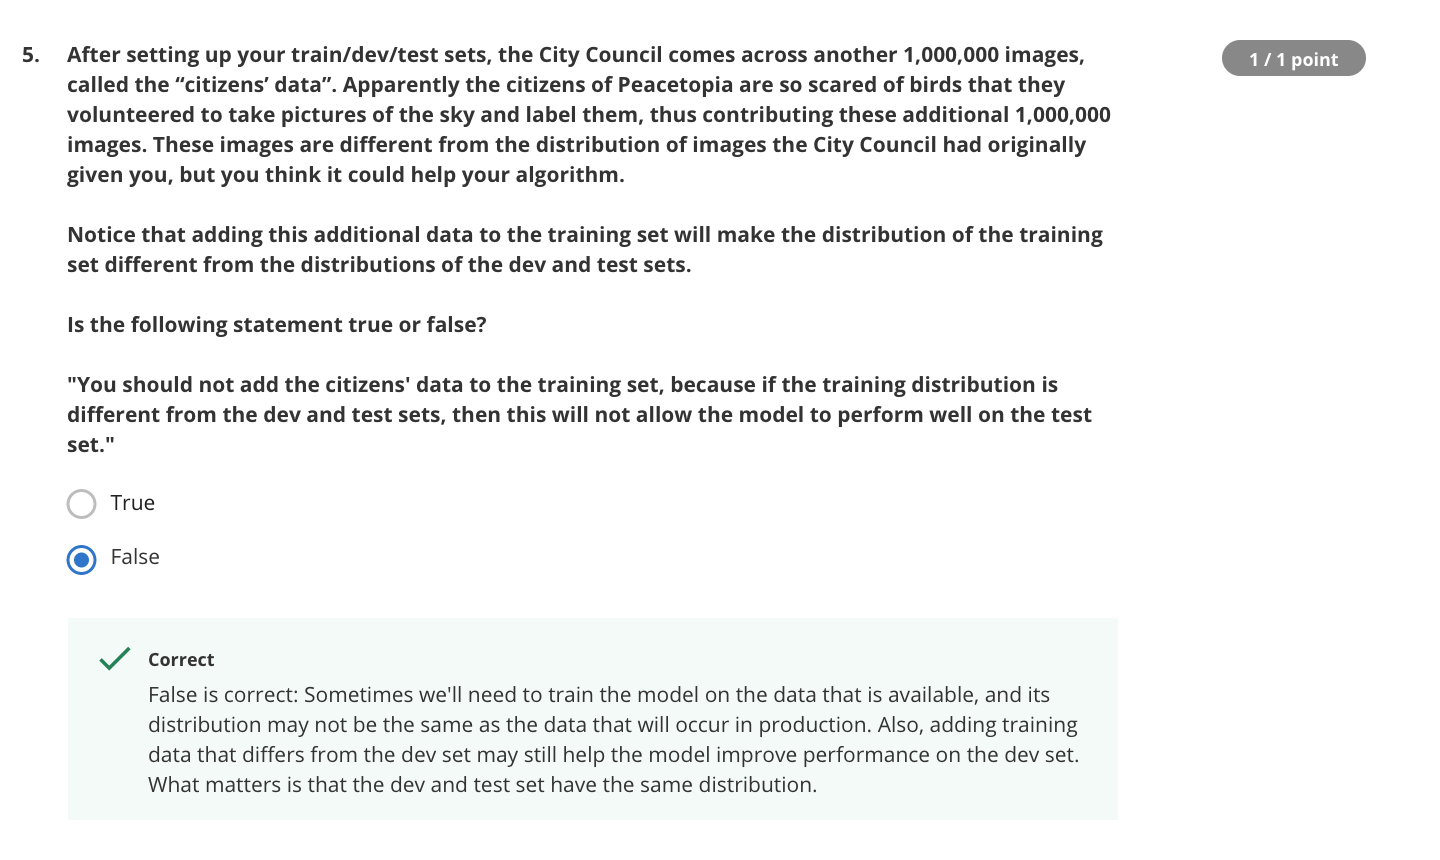 5. After setting up your train/dev/test sets, the City Council comes across another 1,000,000 images,
1 / 1 point
called the “citizens’ data”. Apparently the citizens of Peacetopia are so scared of birds that they
volunteered to take pictures of the sky and label them, thus contributing these additional 1,000,000
images. These images are different from the distribution of images the City Council had originally
given you, but you think it could help your algorithm.
Notice that adding this additional data to the training set will make the distribution of the training
set different from the distributions of the dev and test sets.
Is the following statement true or false?
"You should not add the citizens' data to the training set, because if the training distribution is
different from the dev and test sets, then this will not allow the model to perform well on the test
set."
True
False
Correct
False is correct: Sometimes we'll need to train the model on the data that is available, and its
distribution may not be the same as the data that will occur in production. Also, adding training
data that differs from the dev set may still help the model improve performance on the dev set.
What matters is that the dev and test set have the same distribution.